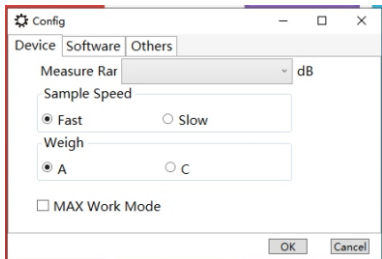 Config
Device Software Others
Measure Rar dB
Sample Speed
Fast Slow
Weigh
A C
MAX Work Mode
OK Cancel